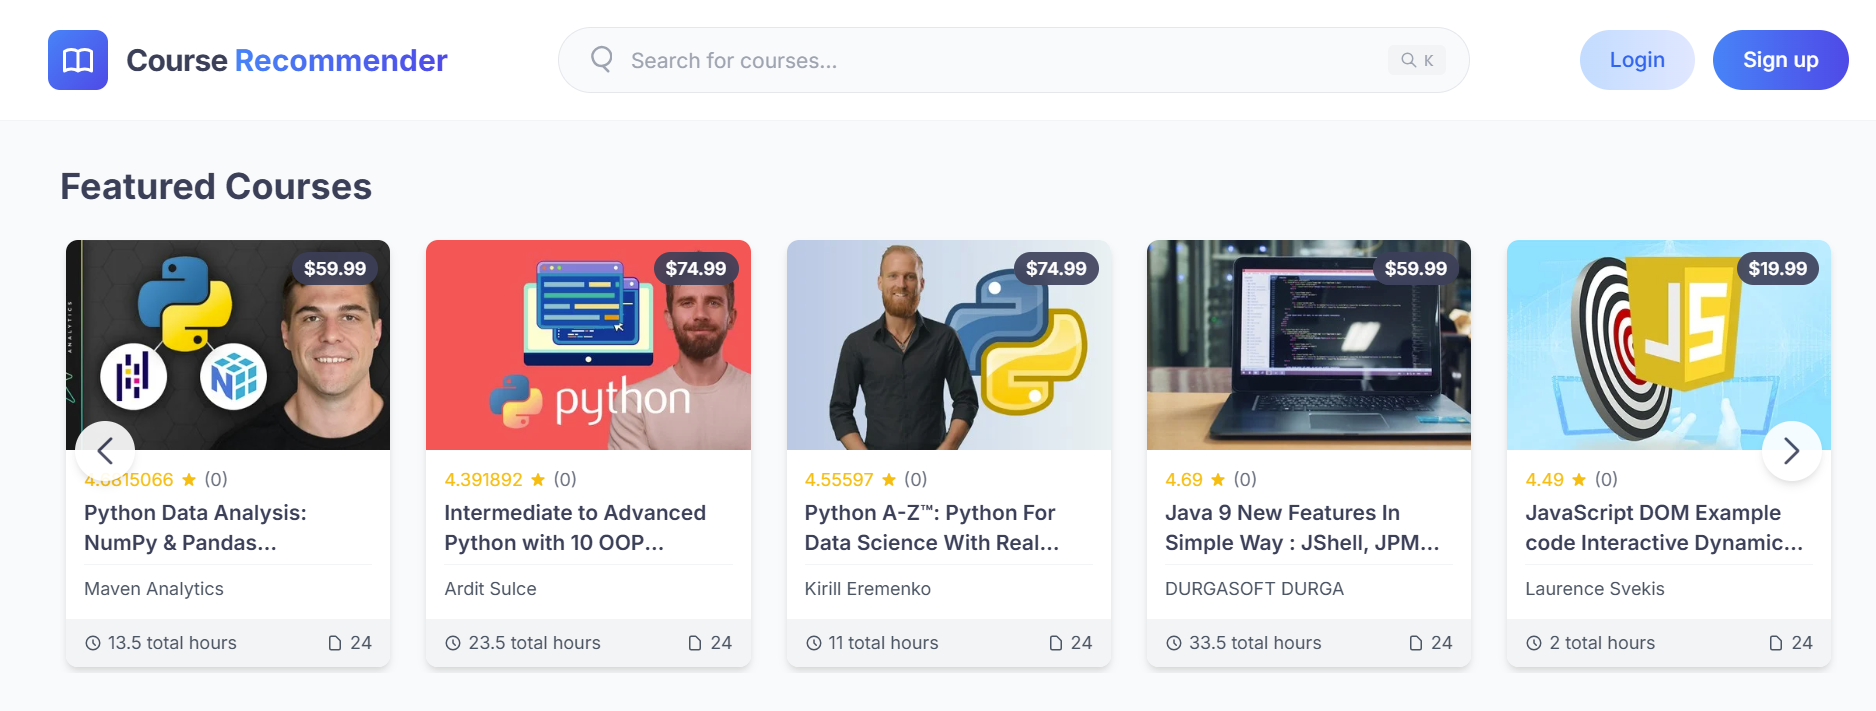 Course Recommender
Search for courses...
K
Login
Sign up
Featured Courses
ANALYTICS
$59.99
(0)
Python Data Analysis:
NumPy & Pandas...
Maven Analytics
13.5 total hours
24
$74.99
python
4.391892 ★ (0)
Intermediate to Advanced
Python with 10 OOP...
Ardit Sulce
23.5 total hours
24
$74.99
4.55597 ★ (0)
Python A-Z™: Python For
Data Science With Real...
Kirill Eremenko
11 total hours
24
$59.99
4.69 ★ (0)
Java 9 New Features In
Simple Way : JShell, JPM...
DURGASOFT DURGA
33.5 total hours
24
$19.99
JS
4.49 ★ (0)
JavaScript DOM Example
code Interactive Dynamic...
Laurence Svekis
2 total hours
24